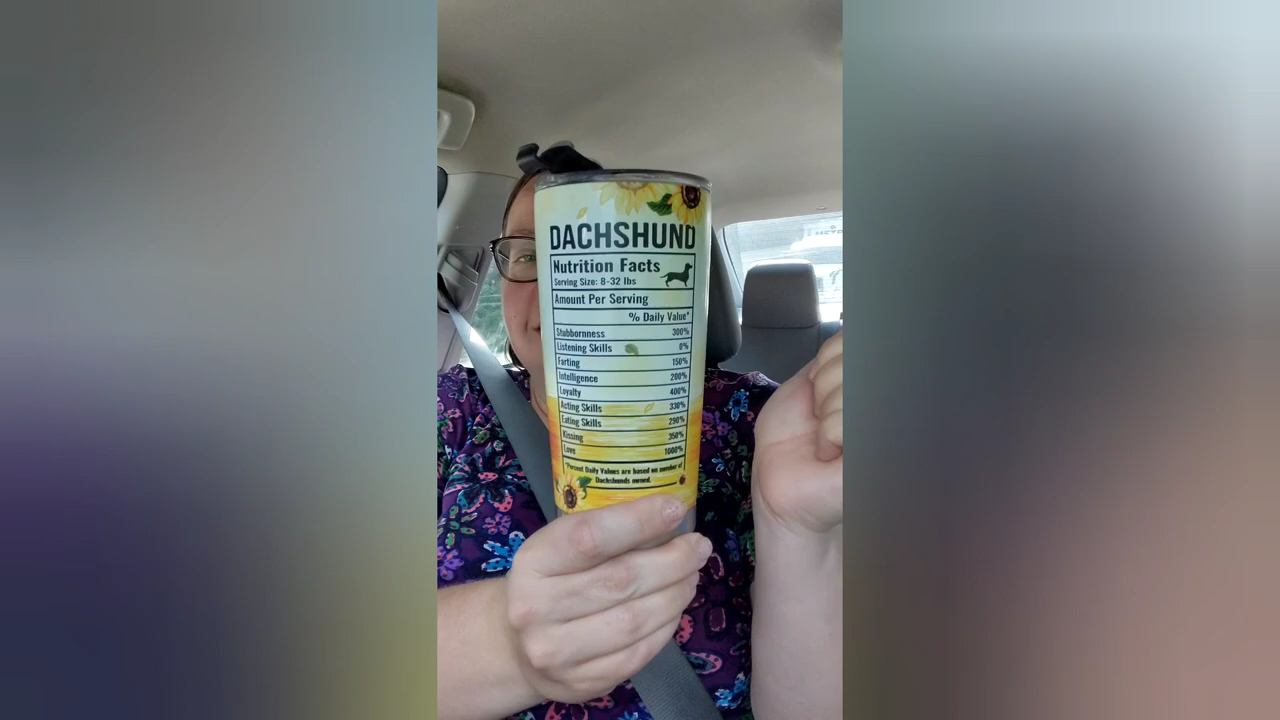 DACHSHUND
Nutrition Facts
Serving Size: 8-32 lbs
Amount Per Serving
% Daily Value*
Stubbornness 300%
Listening Skills 0%
Farting 150%
Intelligence 200%
Loyalty 400%
Acting Skills 330%
Eating Skills 290%
Kissing 350%
Love 1000%
*Percent Daily Values are based on number of
Dachshunds owned.